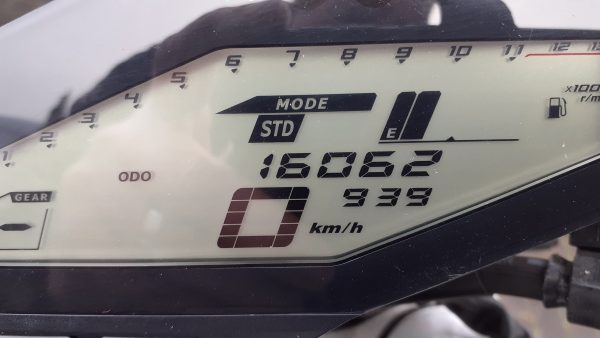 1 2 3 4 5 6 7 8 9 10 11 12 13
x1000
r/m
MODE
STD
E
ODO
16062
GEAR
939
0 km/h